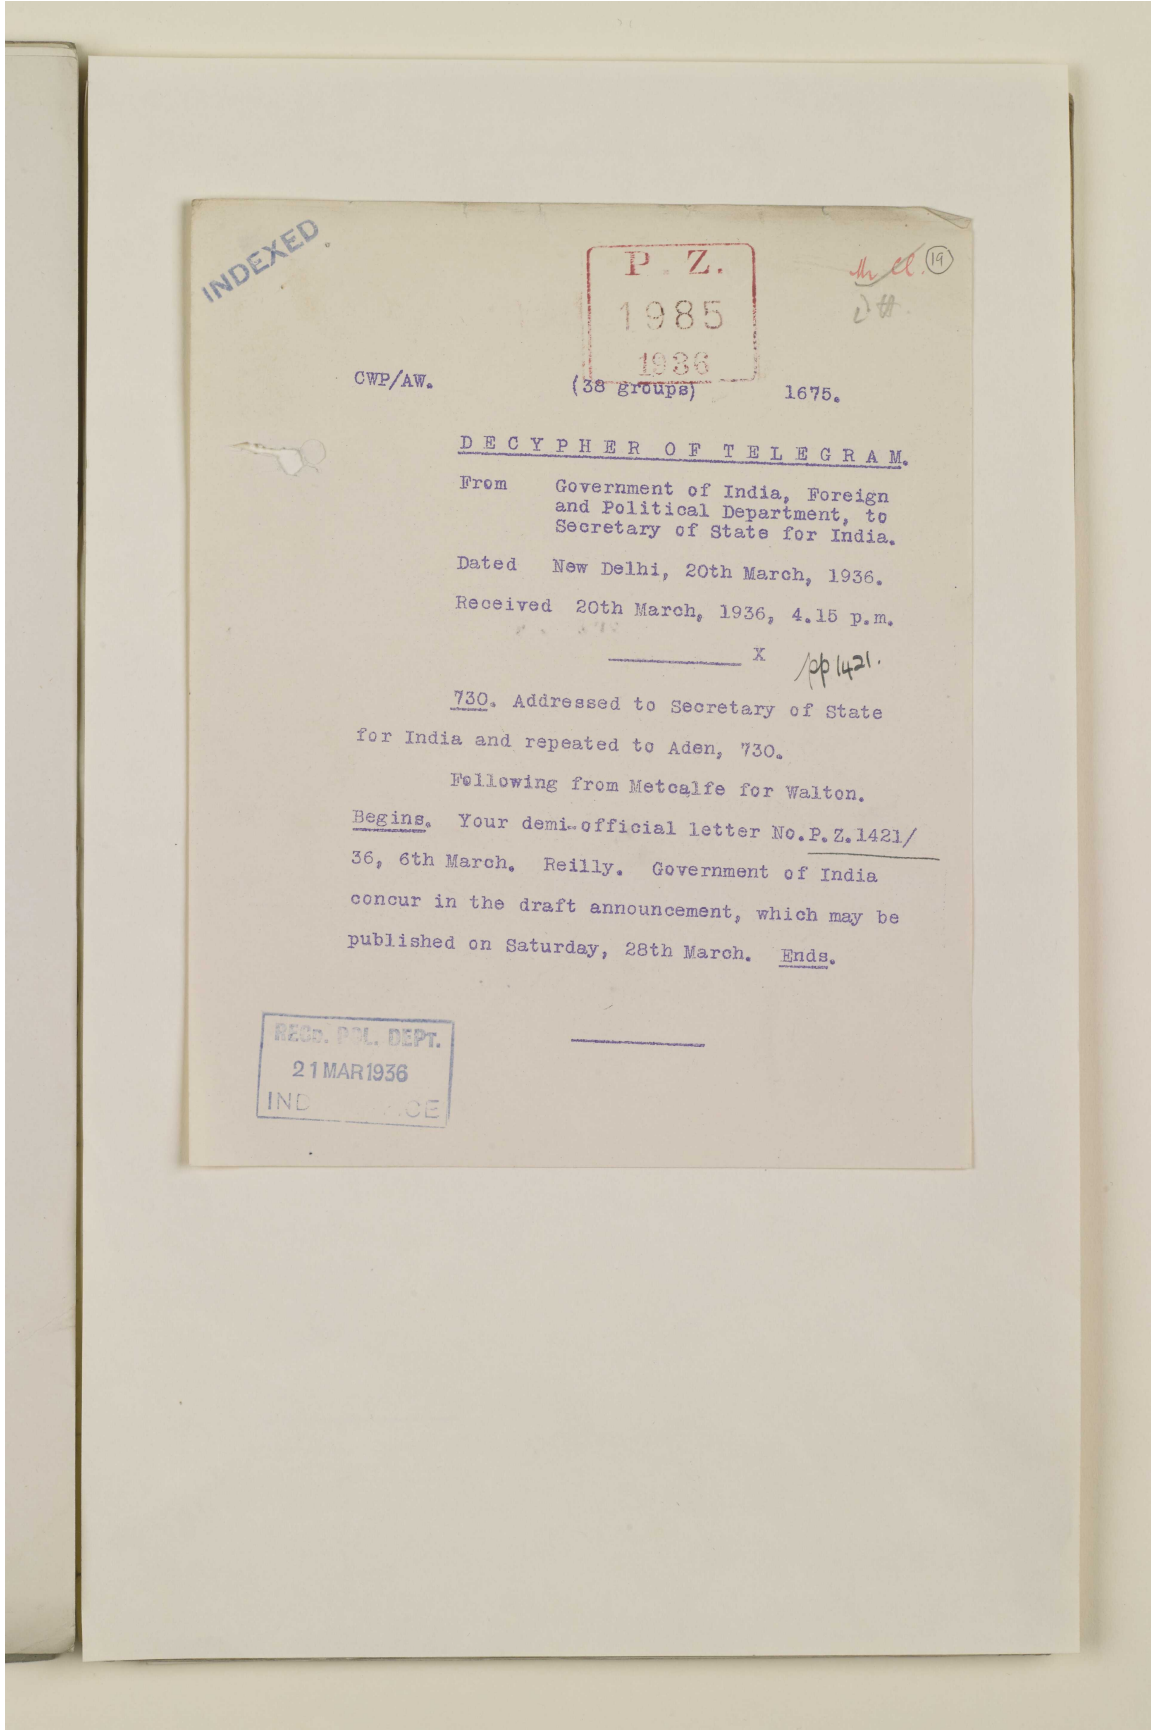 INDEXED.
P. Z.
1985
1936
19
CWP/AW. (38 groups) 1675.
DECYPHER OF TELEGRAM.
From Government of India, Foreign
and Political Department, to
Secretary of State for India.
Dated New Delhi, 20th March, 1936.
Received 20th March, 1936, 4.15 p.m.
X pp 1421.
730. Addressed to Secretary of State
for India and repeated to Aden, 730.
Following from Metcalfe for Walton.
Begins. Your demi-official letter No.P.Z.1421/
36, 6th March. Reilly. Government of India
concur in the draft announcement, which may be
published on Saturday, 28th March. Ends.
RECD. POL. DEPT.
21 MAR 1936